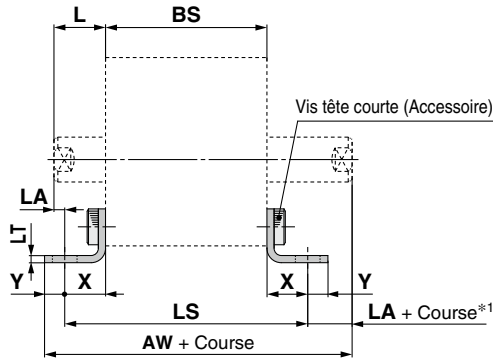 L BS
Vis tête courte (Accessoire)
LA
LT
Y X X Y
LS LA + Course*1
AW + Course